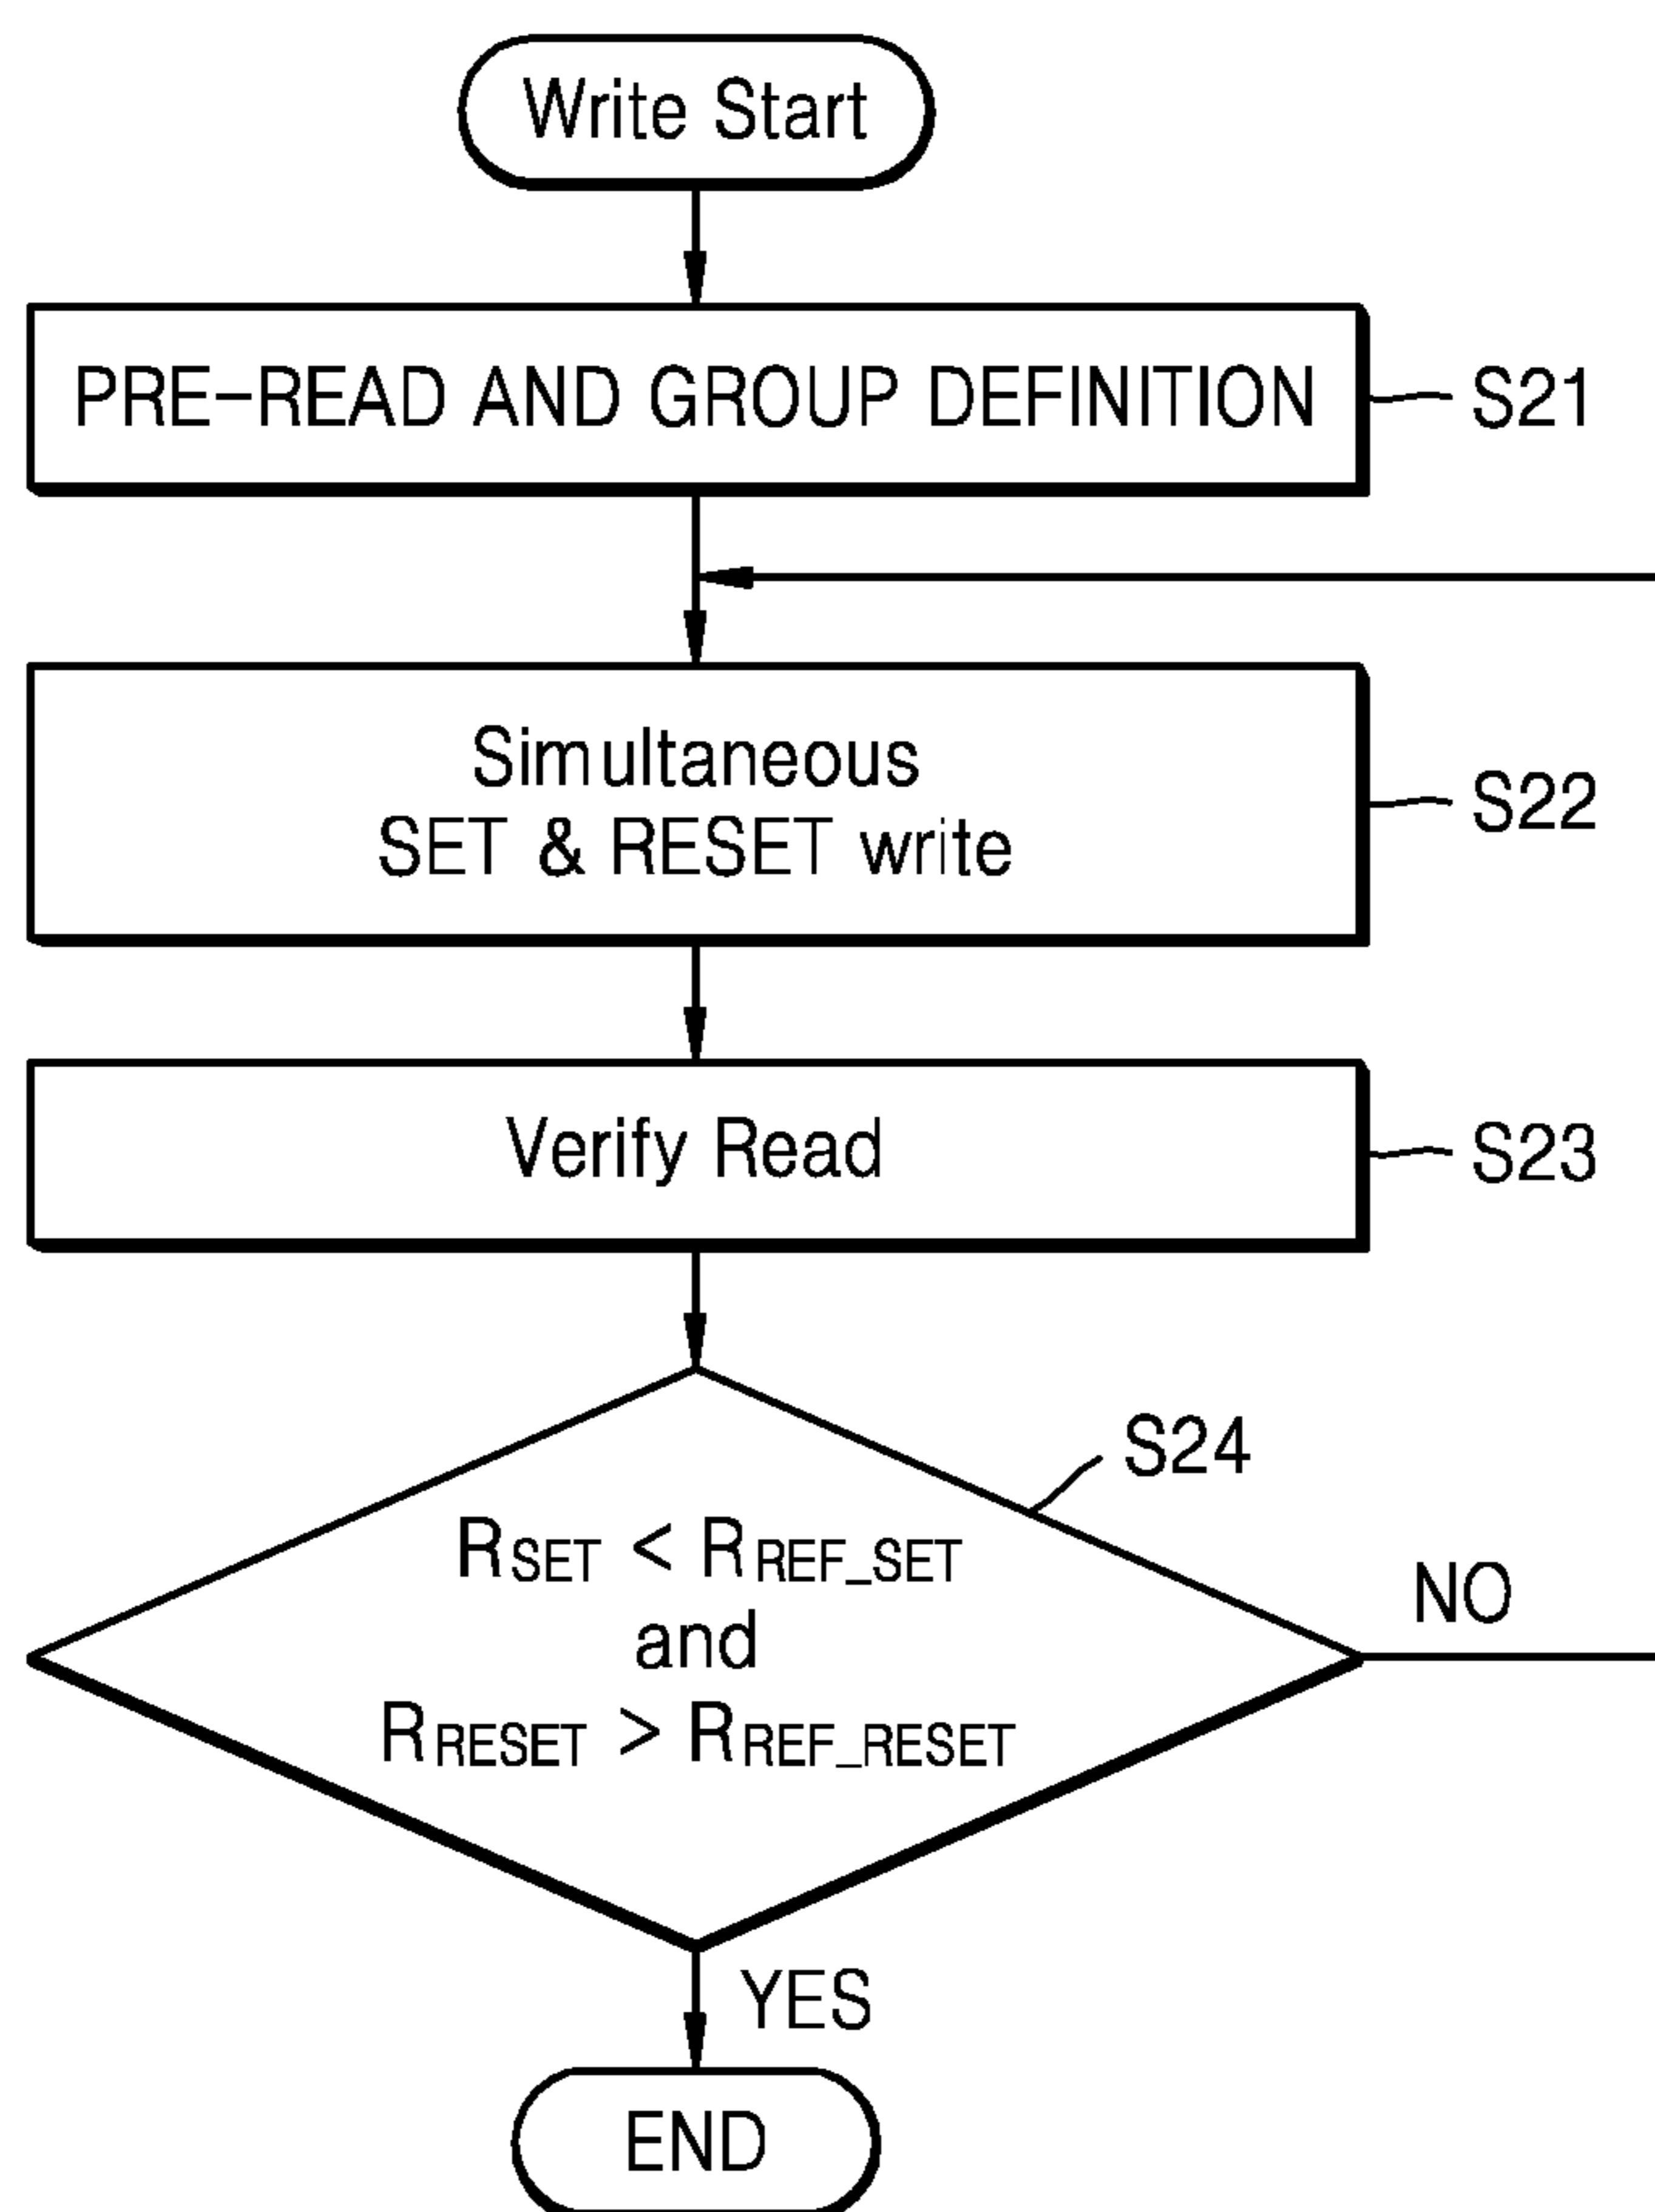 Write Start
PRE-READ AND GROUP DEFINITION
S21
Simultaneous
SET & RESET write
S22
Verify Read
S23
S24
RSET < RREF_SET
and
RRESET > RREF_RESET
NO
YES
END